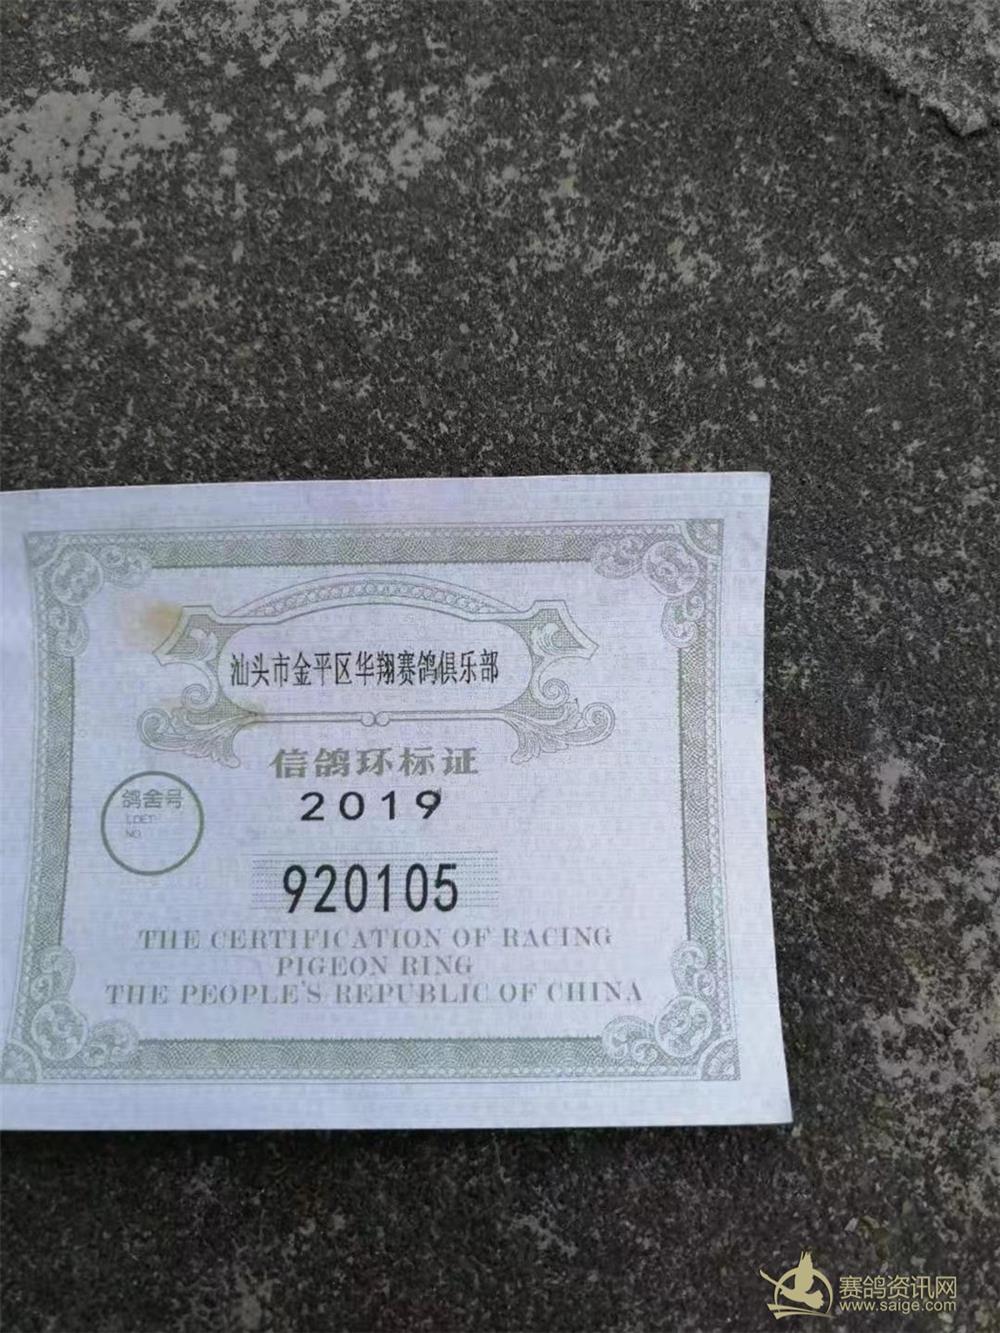 汕头市金平区华翔赛鸽俱乐部
信鸽环标证
2019
鸽舍号
LOET
NO
920105
THE CERTIFICATION OF RACING
PIGEON RING
THE PEOPLE'S REPUBLIC OF CHINA
赛鸽资讯网
www.saige.com